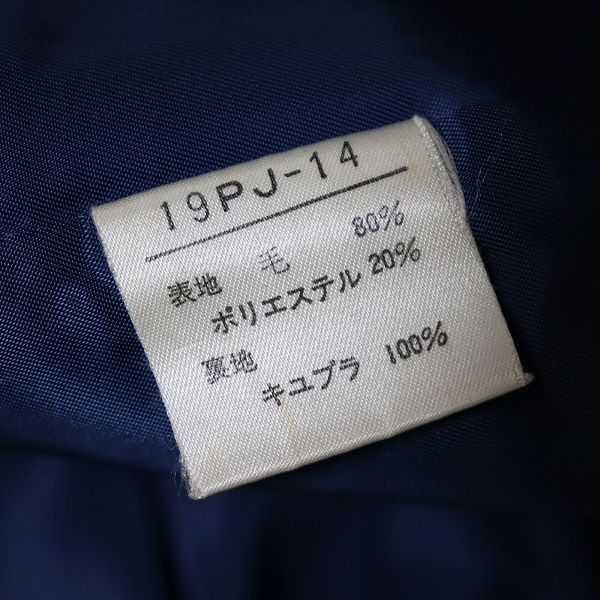 19PJ-14
表地 毛 80%
ポリエステル 20%
裏地
キュプラ 100%